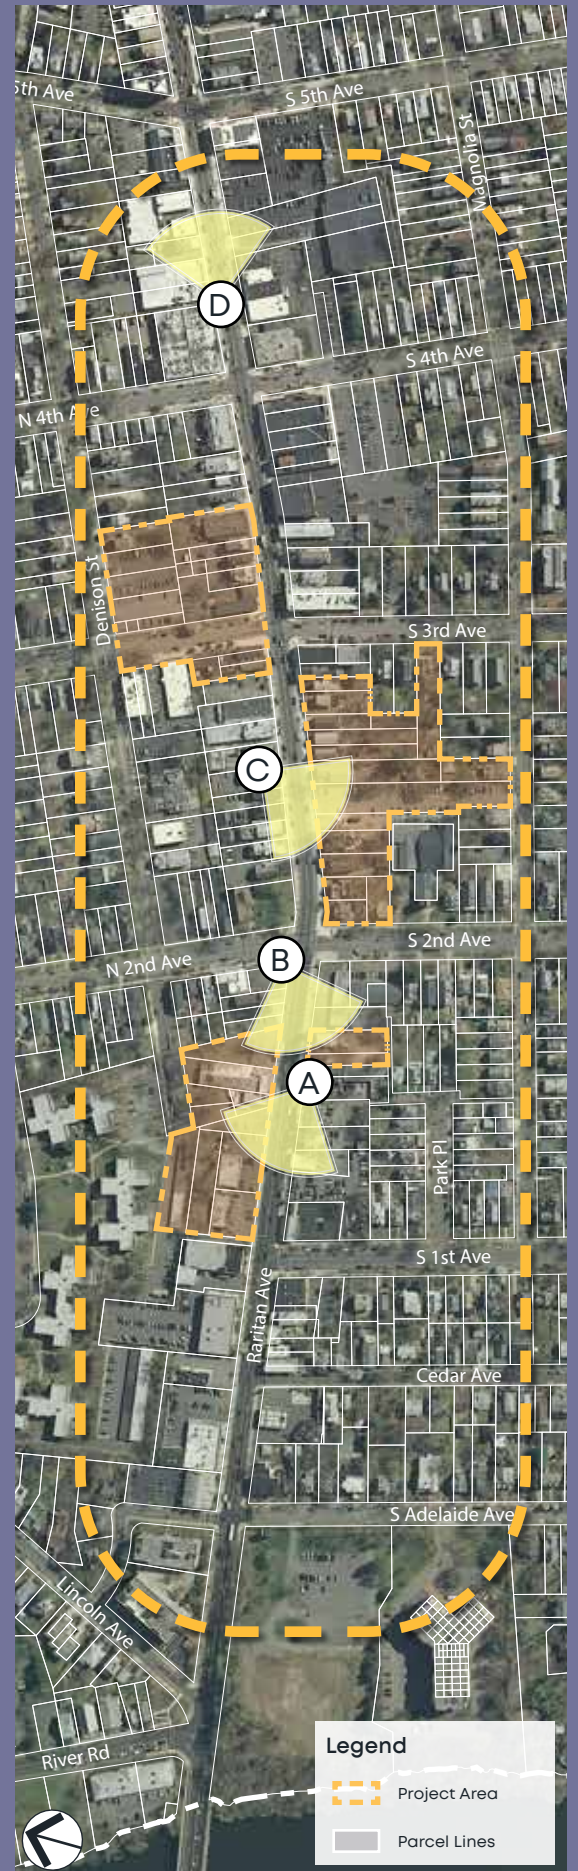 5th Ave
S 5th Ave
Magnolia St
D
S 4th Ave
N 4th Ave
Denison St
S 3rd Ave
C
S 2nd Ave
B
N 2nd Ave
A
Park Pl
S 1st Ave
Raritan Ave
Cedar Ave
S Adelaide Ave
Lincoln Ave
River Rd
Legend
Project Area
Parcel Lines